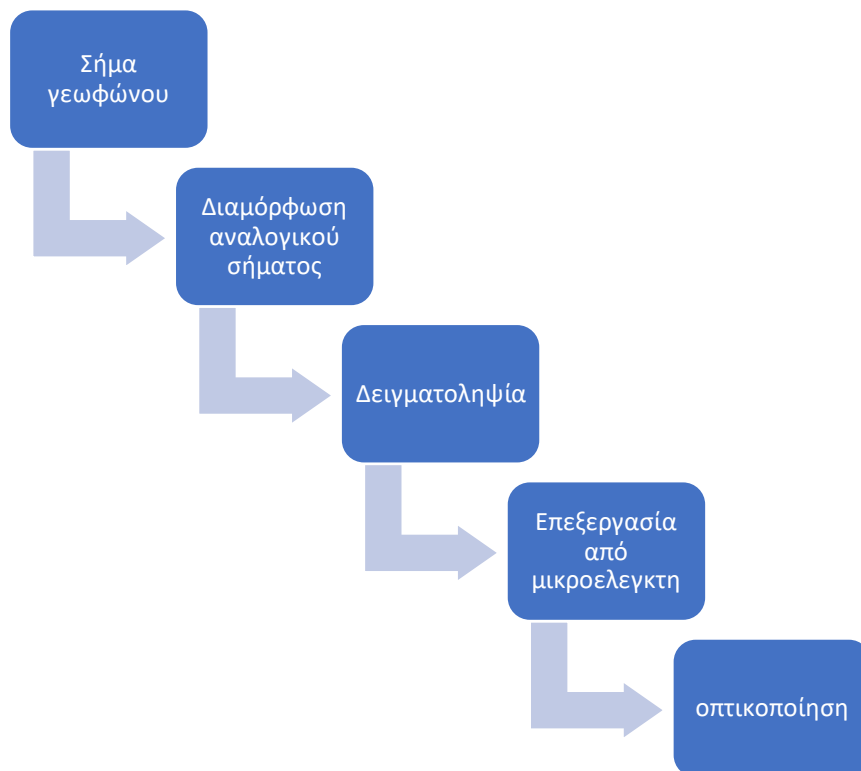 Σήμα
γεωφώνου
Διαμόρφωση
αναλογικού
σήματος
Δειγματοληψία
Επεξεργασία
από
μικροελεγκτη
οπτικοποίηση